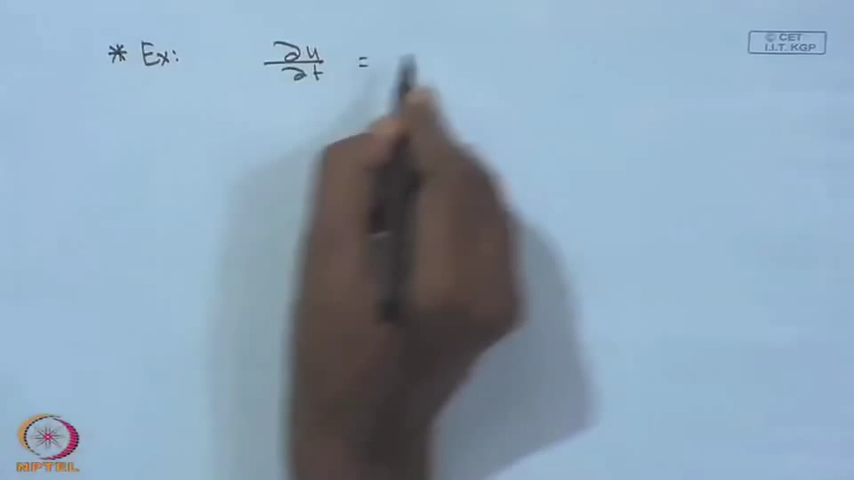 * Ex: ∂u/∂t =
© CET
I.I.T. KGP
NPTEL